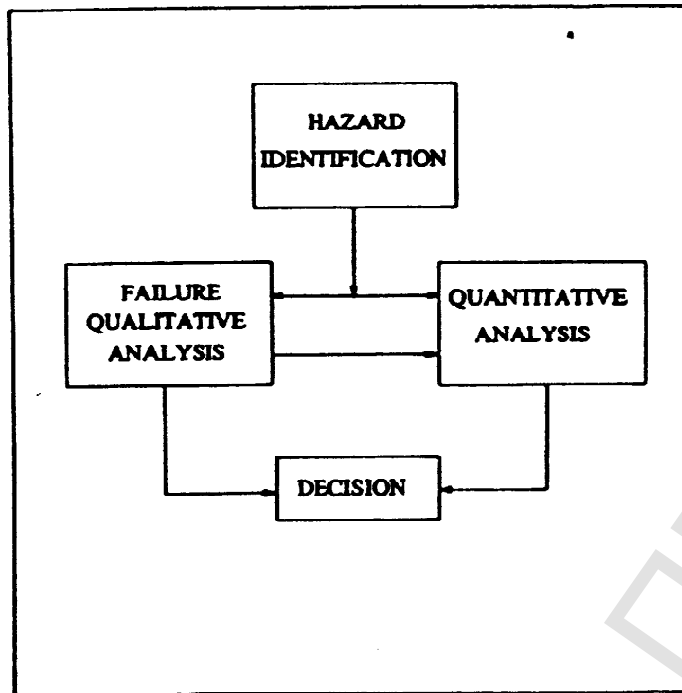 HAZARD
IDENTIFICATION
FAILURE
QUALITATIVE
ANALYSIS
QUANTITATIVE
ANALYSIS
DECISION